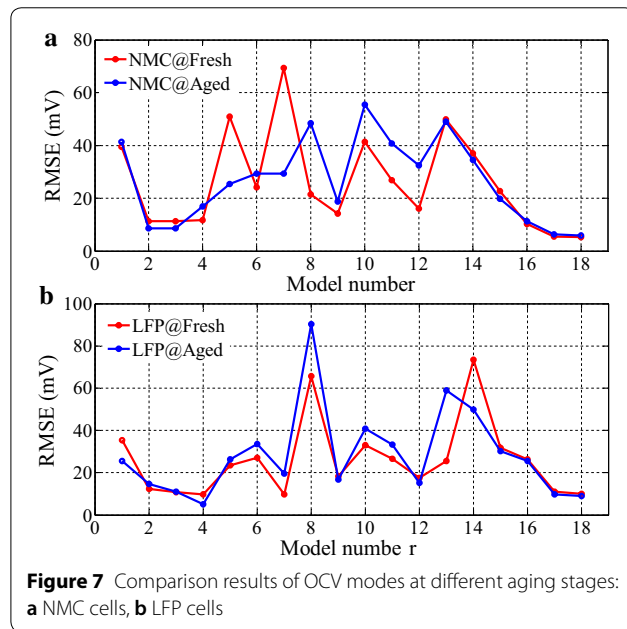 a
80
60
40
20
0
RMSE (mV)
NMC@Fresh
NMC@Aged
0 2 4 6 8 10 12 14 16 18
Model number
b
100
80
60
40
20
0
RMSE (mV)
LFP@Fresh
LFP@Aged
0 2 4 6 8 10 12 14 16 18
Model numbe r
Figure 7 Comparison results of OCV modes at different aging stages:
a NMC cells, b LFP cells